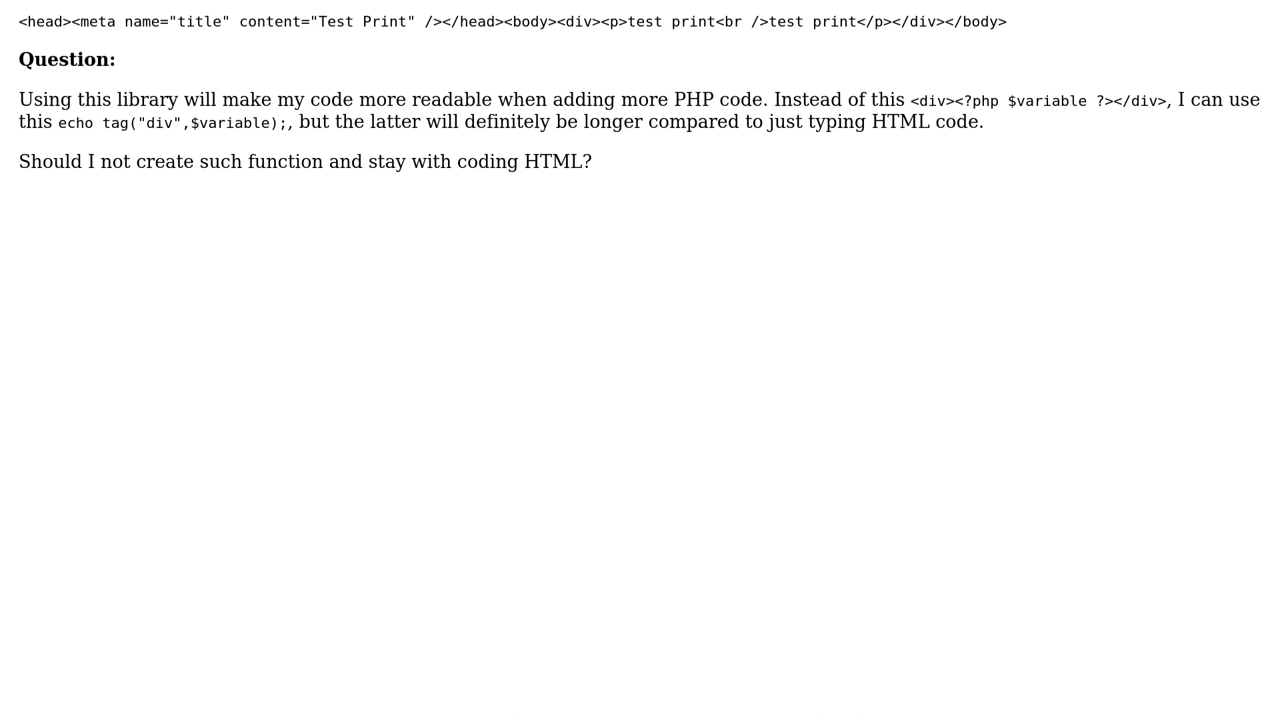 <head><meta name="title" content="Test Print" /></head><body><div><p>test print<br />test print</p></div></body>
Question:
Using this library will make my code more readable when adding more PHP code. Instead of this <div><?php $variable ?></div>, I can use
this echo tag("div",$variable);, but the latter will definitely be longer compared to just typing HTML code.
Should I not create such function and stay with coding HTML?